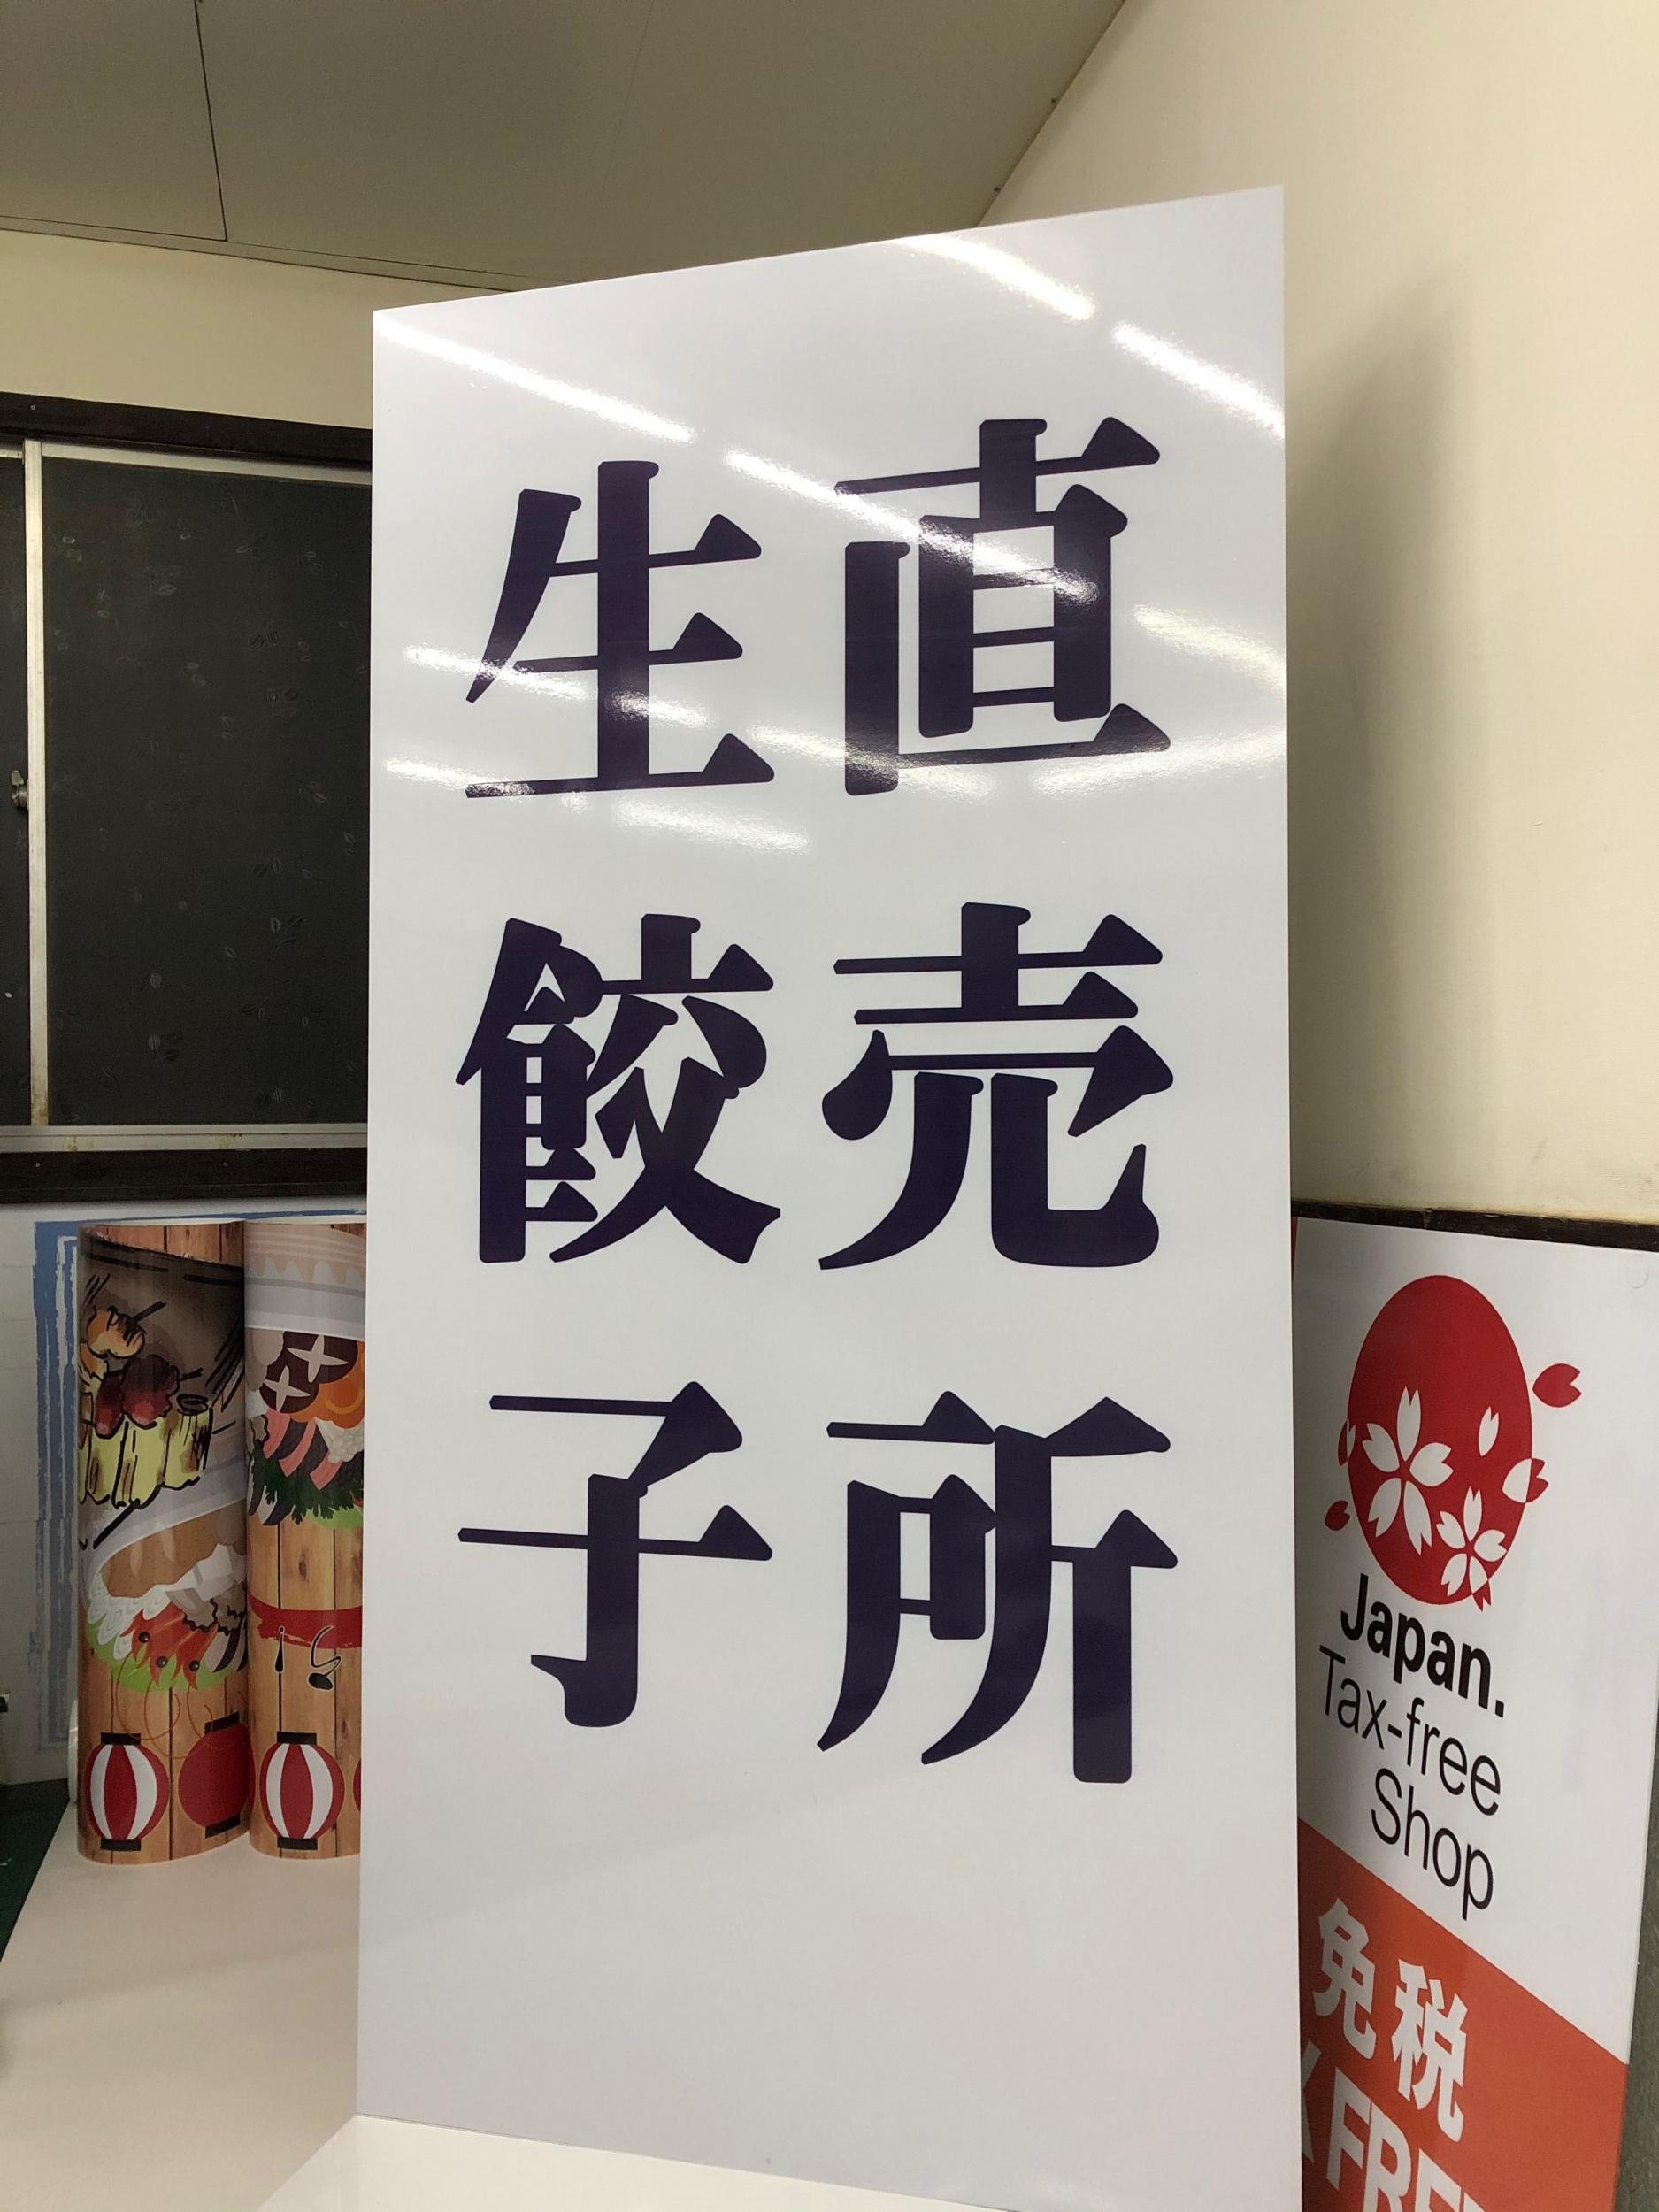 直売所
生餃子
Japan.
Tax-free
Shop
免税